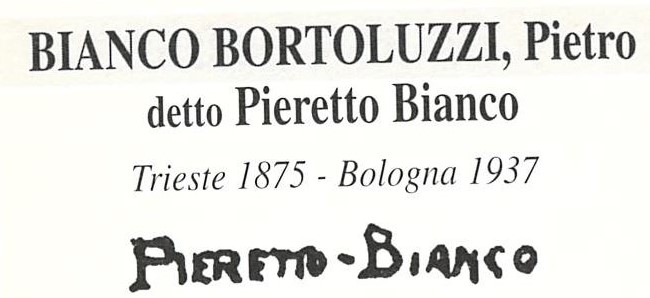 BIANCO BORTOLUZZI, Pietro
detto Pieretto Bianco
Trieste 1875 - Bologna 1937
PIERETTO-BIANCO